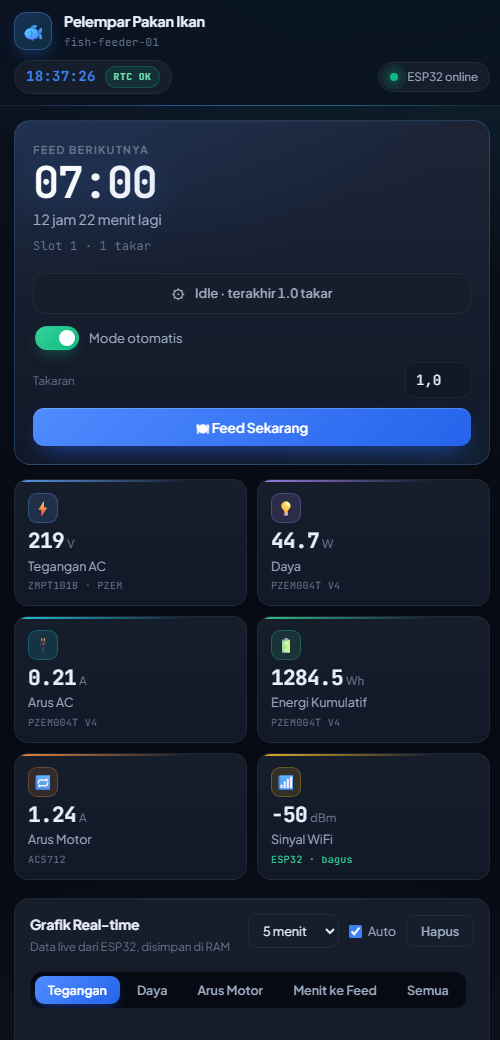 Pelempar Pakan Ikan
fish-feeder-01
18:37:26 RTC OK
ESP32 online
FEED BERIKUTNYA
07:00
12 jam 22 menit lagi
Slot 1 · 1 takar
Idle · terakhir 1.0 takar
Mode otomatis
Takaran 1,0
Feed Sekarang
219 V
Tegangan AC
ZMPT101B · PZEM
44.7 W
Daya
PZEM004T V4
0.21 A
Arus AC
PZEM004T V4
1284.5 Wh
Energi Kumulatif
PZEM004T V4
1.24 A
Arus Motor
ACS712
-50 dBm
Sinyal WiFi
ESP32 · bagus
Grafik Real-time
Data live dari ESP32, disimpan di RAM
5 menit Auto Hapus
Tegangan Daya Arus Motor Menit ke Feed Semua